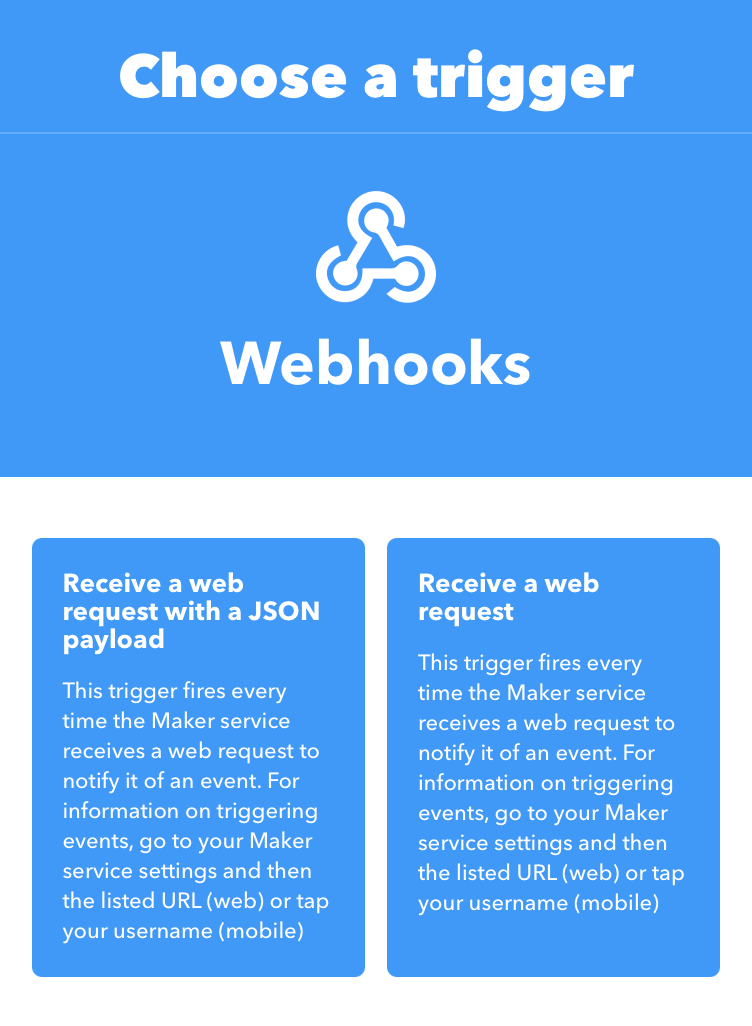 Choose a trigger
Webhooks
Receive a web
request with a JSON
payload
This trigger fires every
time the Maker service
receives a web request to
notify it of an event. For
information on triggering
events, go to your Maker
service settings and then
the listed URL (web) or tap
your username (mobile)
Receive a web
request
This trigger fires every
time the Maker service
receives a web request to
notify it of an event. For
information on triggering
events, go to your Maker
service settings and then
the listed URL (web) or tap
your username (mobile)